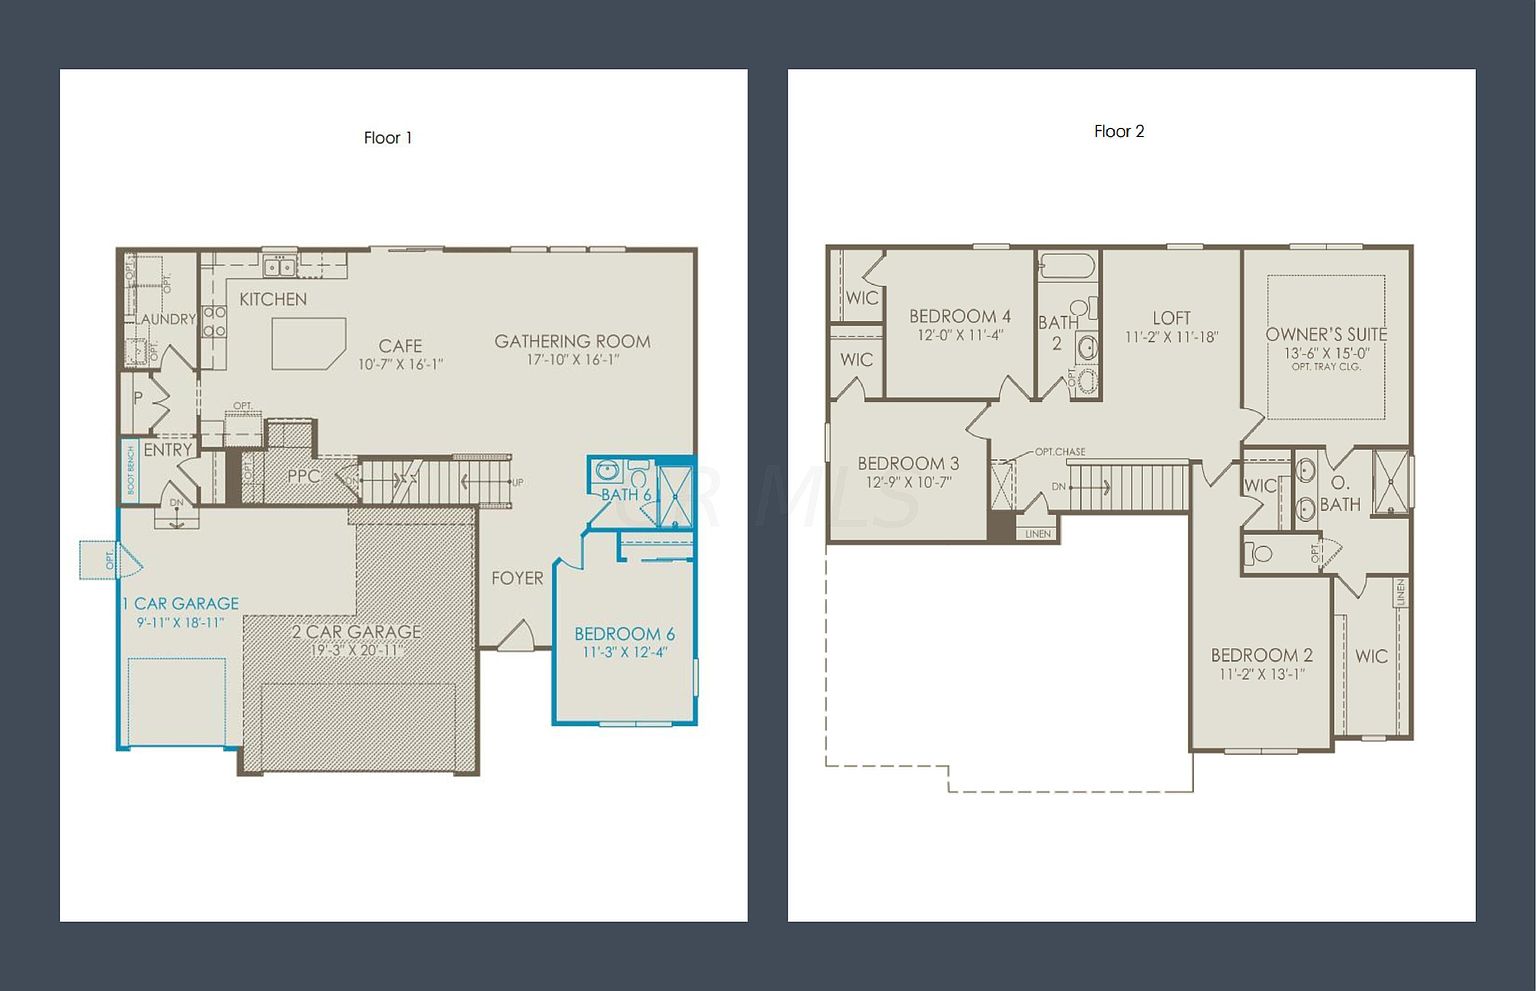 Floor 1
OPT.
OPT.
LAUNDRY
OPT.
KITCHEN
CAFE
10'-7" X 16'-1"
GATHERING ROOM
17'-10" X 16'-1"
P
OPT.
ENTRY
BOOT BENCH
OPT.
PPC
DN
UP
DN
BATH 6
OPT.
FOYER
1 CAR GARAGE
9'-11" X 18'-11"
2 CAR GARAGE
19'-3" X 20'-11"
BEDROOM 6
11'-3" X 12'-4"
Floor 2
WIC
BEDROOM 4
12'-0" X 11'-4"
WIC
BATH
2
OPT.
LOFT
11'-2" X 11'-18"
OWNER'S SUITE
13'-6" X 15'-0"
OPT. TRAY CLG.
BEDROOM 3
12'-9" X 10'-7"
OPT.CHASE
DN
LINEN
WIC
O.
BATH
OPT.
LINEN
BEDROOM 2
11'-2" X 13'-1"
WIC
CR MLS